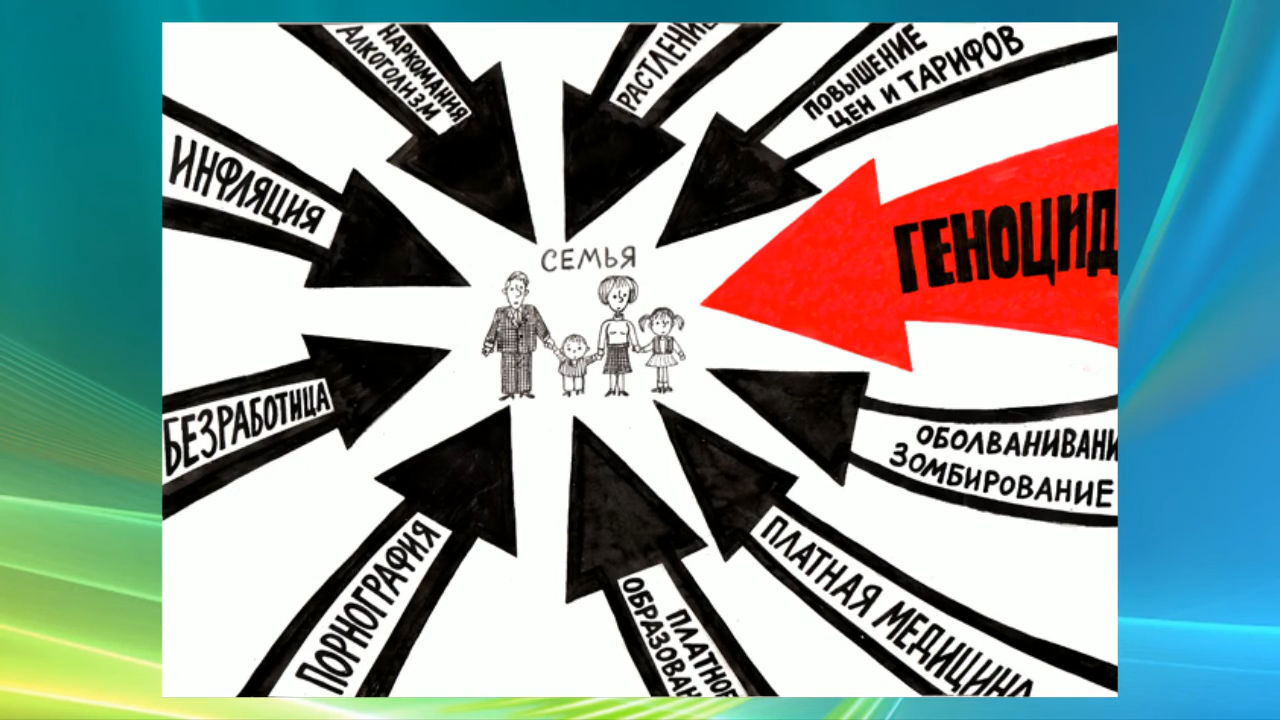 НАРКОМАНИЯ
АЛКОГОЛИЗМ
РАСТЛЕНИЕ
ПОВЫШЕНИЕ
ЦЕН И ТАРИФОВ
ИНФЛЯЦИЯ
ГЕНОЦИД
СЕМЬЯ
БЕЗРАБОТИЦА
ОБОЛВАНИВАНИ
ЗОМБИРОВАНИЕ
ПОРНОГРАФИЯ
ПЛАТНОЕ
ОБРАЗОВАН
ПЛАТНАЯ МЕДИЦИНА